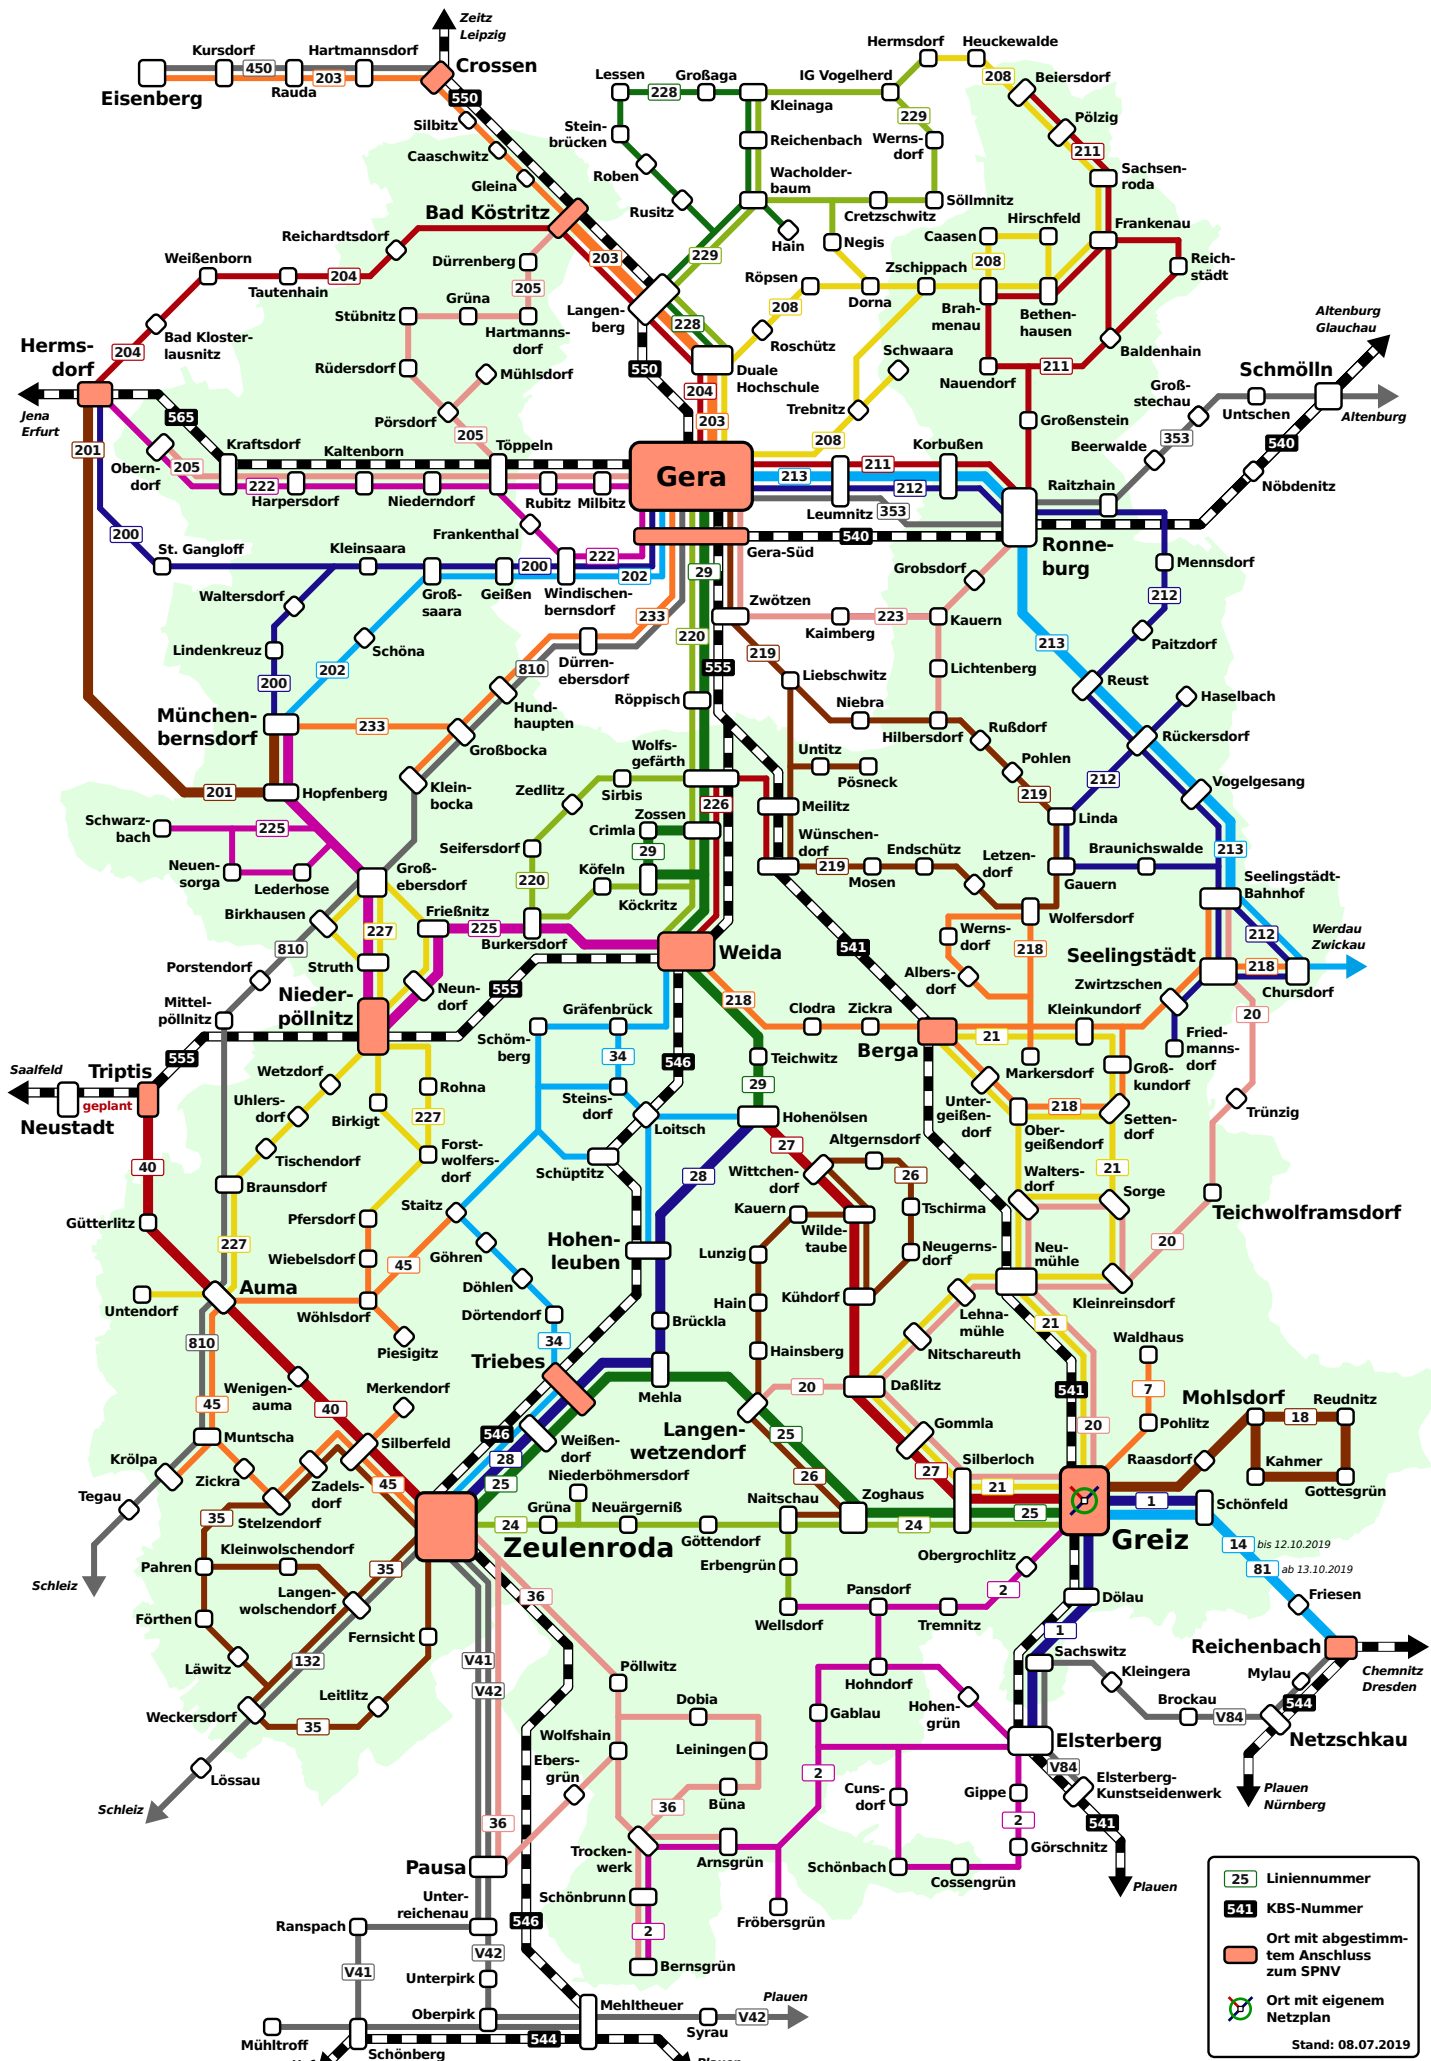 Zeitz
Leipzig
Kursdorf
Hartmannsdorf
450
203
Rauda
Eisenberg
Crossen
550
Silbitz
Caaschwitz
Gleina
Bad Köstritz
Lessen
228
Großaga
IG Vogelherd
Hermsdorf
Heuckewalde
208
Beiersdorf
Kleinaga
229
Pölzig
211
Stein-
brücken
Reichenbach
Werns-
dorf
Sachsen-
roda
Roben
Wacholder-
baum
Rusitz
Hain
Cretzschwitz
Söllmnitz
Hirschfeld
Frankenau
Caasen
Negis
208
Reich-
städt
Reichardtsdorf
Weißenborn
204
Tautenhain
Dürrenberg
205
203
229
Röpsen
Zschippach
Dorna
208
Brah-
menau
Bethen-
hausen
Stübnitz
Grüna
Hartmanns-
dorf
Langen-
berg
228
Roschütz
Baldenhain
Altenburg
Glauchau
Bad Kloster-
lausnitz
204
Herms-
dorf
Rüdersdorf
Mühlsdorf
550
Duale
Hochschule
Schwaara
Nauendorf
211
Schmölln
Jena
Erfurt
565
Pörsdorf
205
204
203
Trebnitz
Großenstein
Groß-
stechau
Untschen
Altenburg
201
Obern-
dorf
205
Kraftsdorf
Kaltenborn
Töppeln
208
Korbußen
Beerwalde
353
540
222
Harpersdorf
Niederndorf
Rubitz
Milbitz
Gera
213
211
212
Leumnitz
353
Raitzhain
Nöbdenitz
200
St. Gangloff
Kleinsaara
Frankenthal
222
Gera-Süd
540
Ronne-
burg
Mennsdorf
Waltersdorf
Groß-
saara
Geißen
200
Windischen-
bernsdorf
202
29
Zwötzen
Grobsdorf
212
Lindenkreuz
Schöna
233
Kaimberg
223
Kauern
213
Paitzdorf
200
202
810
Dürren-
ebersdorf
220
219
555
Liebschwitz
Lichtenberg
Reust
Haselbach
München-
bernsdorf
233
Hund-
haupten
Röppisch
Niebra
Hilbersdorf
Rußdorf
Rückersdorf
Großbocka
Wolfs-
gefärth
Untitz
Pösneck
Pohlen
212
201
Hopfenberg
Klein-
bocka
Zedlitz
Sirbis
226
Meilitz
219
Vogelgesang
Schwarz-
bach
225
Zossen
Crimla
29
Linda
Neuen-
sorga
Lederhose
Groß-
ebersdorf
Seifersdorf
220
Köfeln
Köckritz
Wünschen-
dorf
219
Mosen
Endschütz
Letzen-
dorf
Gauern
Braunichswalde
213
Seelingstädt-
Bahnhof
Birkhausen
227
Frießnitz
225
Burkersdorf
Wolfersdorf
212
Werdau
Zwickau
810
Struth
Weida
541
Werns-
dorf
218
Seelingstädt
218
Chursdorf
Porstendorf
Neun-
dorf
555
218
Albers-
dorf
Zwirtzschen
20
Mittel-
pöllnitz
Nieder-
pöllnitz
Gräfenbrück
Clodra
Zickra
Kleinkundorf
Fried-
manns-
dorf
Schöm-
berg
34
546
Berga
21
Markersdorf
Groß-
kundorf
Saalfeld
Triptis
555
geplant
Neustadt
Wetzdorf
Rohna
Teichwitz
Trünzig
Uhlers-
dorf
Birkigt
227
Steins-
dorf
29
Unter-
geißen-
dorf
218
Ober-
geißendorf
Setten-
dorf
40
Tischendorf
Forst-
wolfers-
dorf
Loitsch
Hohenölsen
27
Altgernsdorf
Braunsdorf
Schüptitz
28
Wittchen-
dorf
26
Walters-
dorf
21
Gütterlitz
Pfersdorf
Staitz
Kauern
Wilde-
taube
Tschirma
Sorge
Teichwolframsdorf
227
Wiebelsdorf
45
Göhren
Hohen-
leuben
Lunzig
Neugerns-
dorf
Neu-
mühle
20
Auma
Döhlen
Hain
Kühdorf
Kleinreinsdorf
Untendorf
Wöhlsdorf
Dörtendorf
Brückla
Lehna-
mühle
21
810
Piesigitz
34
Hainsberg
Nitschareuth
Waldhaus
Triebes
Mehla
20
Daßlitz
541
7
Wenigen-
auma
Merkendorf
Langen-
wetzendorf
Mohlsdorf
Reudnitz
45
40
546
25
Gommla
20
Pohlitz
18
Muntscha
Silberfeld
28
Weißen-
dorf
Silberloch
Raasdorf
Kahmer
Krölpa
Zickra
45
25
Niederböhmersdorf
26
27
21
Gottesgrün
Tegau
Zadels-
dorf
Naitschau
Zoghaus
25
1
Schönfeld
Stelzendorf
35
24
Grüna
Neuärgerniß
24
Zeulenroda
Göttendorf
Greiz
14
bis 12.10.2019
Kleinwolschendorf
Erbengrün
Obergrochlitz
81
ab 13.10.2019
Pahren
35
Schleiz
Langen-
wolschendorf
36
Pansdorf
2
Dölau
Friesen
Förthen
Wellsdorf
Tremnitz
1
Fernsicht
Sachswitz
Reichenbach
Läwitz
132
V41
Pöllwitz
Hohndorf
Kleingera
Mylau
Chemnitz
Dresden
V42
Leitlitz
Dobia
Hohen-
grün
Brockau
V84
544
Weckersdorf
35
Wolfshain
Gablau
Elsterberg
Netzschkau
Leiningen
Ebers-
grün
2
V84
Lössau
Büna
Cuns-
dorf
Gippe
Elsterberg-
Kunstseidenwerk
Plauen
Nürnberg
Schleiz
36
36
2
541
Trocken-
werk
Arnsgrün
Görschnitz
Pausa
Schönbach
Cossengrün
Plauen
Schönbrunn
Unter-
reichenau
Fröbersgrün
Ranspach
546
2
V42
Bernsgrün
V41
Unterpirk
Oberpirk
Mehltheuer
Plauen
Syrau
V42
Mühltroff
544
Schönberg
Plauen
25
Liniennummer
541
KBS-Nummer
Ort mit abgestimm-
tem Anschluss
zum SPNV
Ort mit eigenem
Netzplan
Stand: 08.07.2019